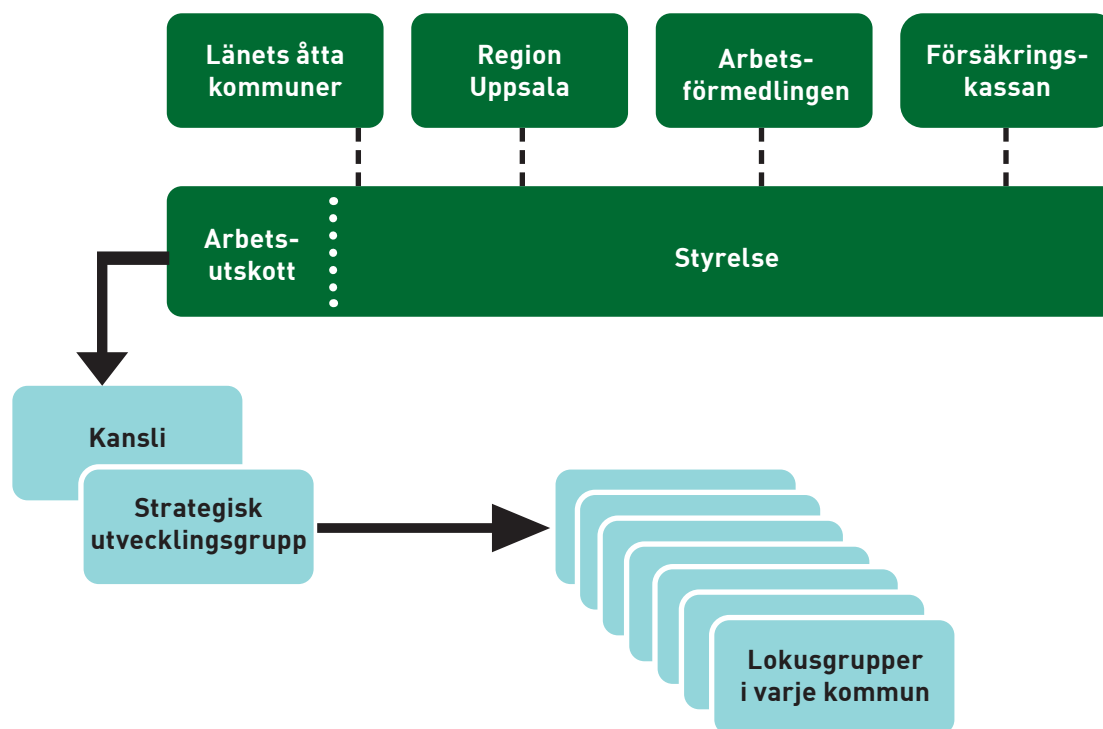 Länets åtta
kommuner
Region
Uppsala
Arbets-
förmedlingen
Försäkrings-
kassan
Arbets-
utskott
Styrelse
Kansli
Strategisk
utvecklingsgrupp
Lokusgrupper
i varje kommun